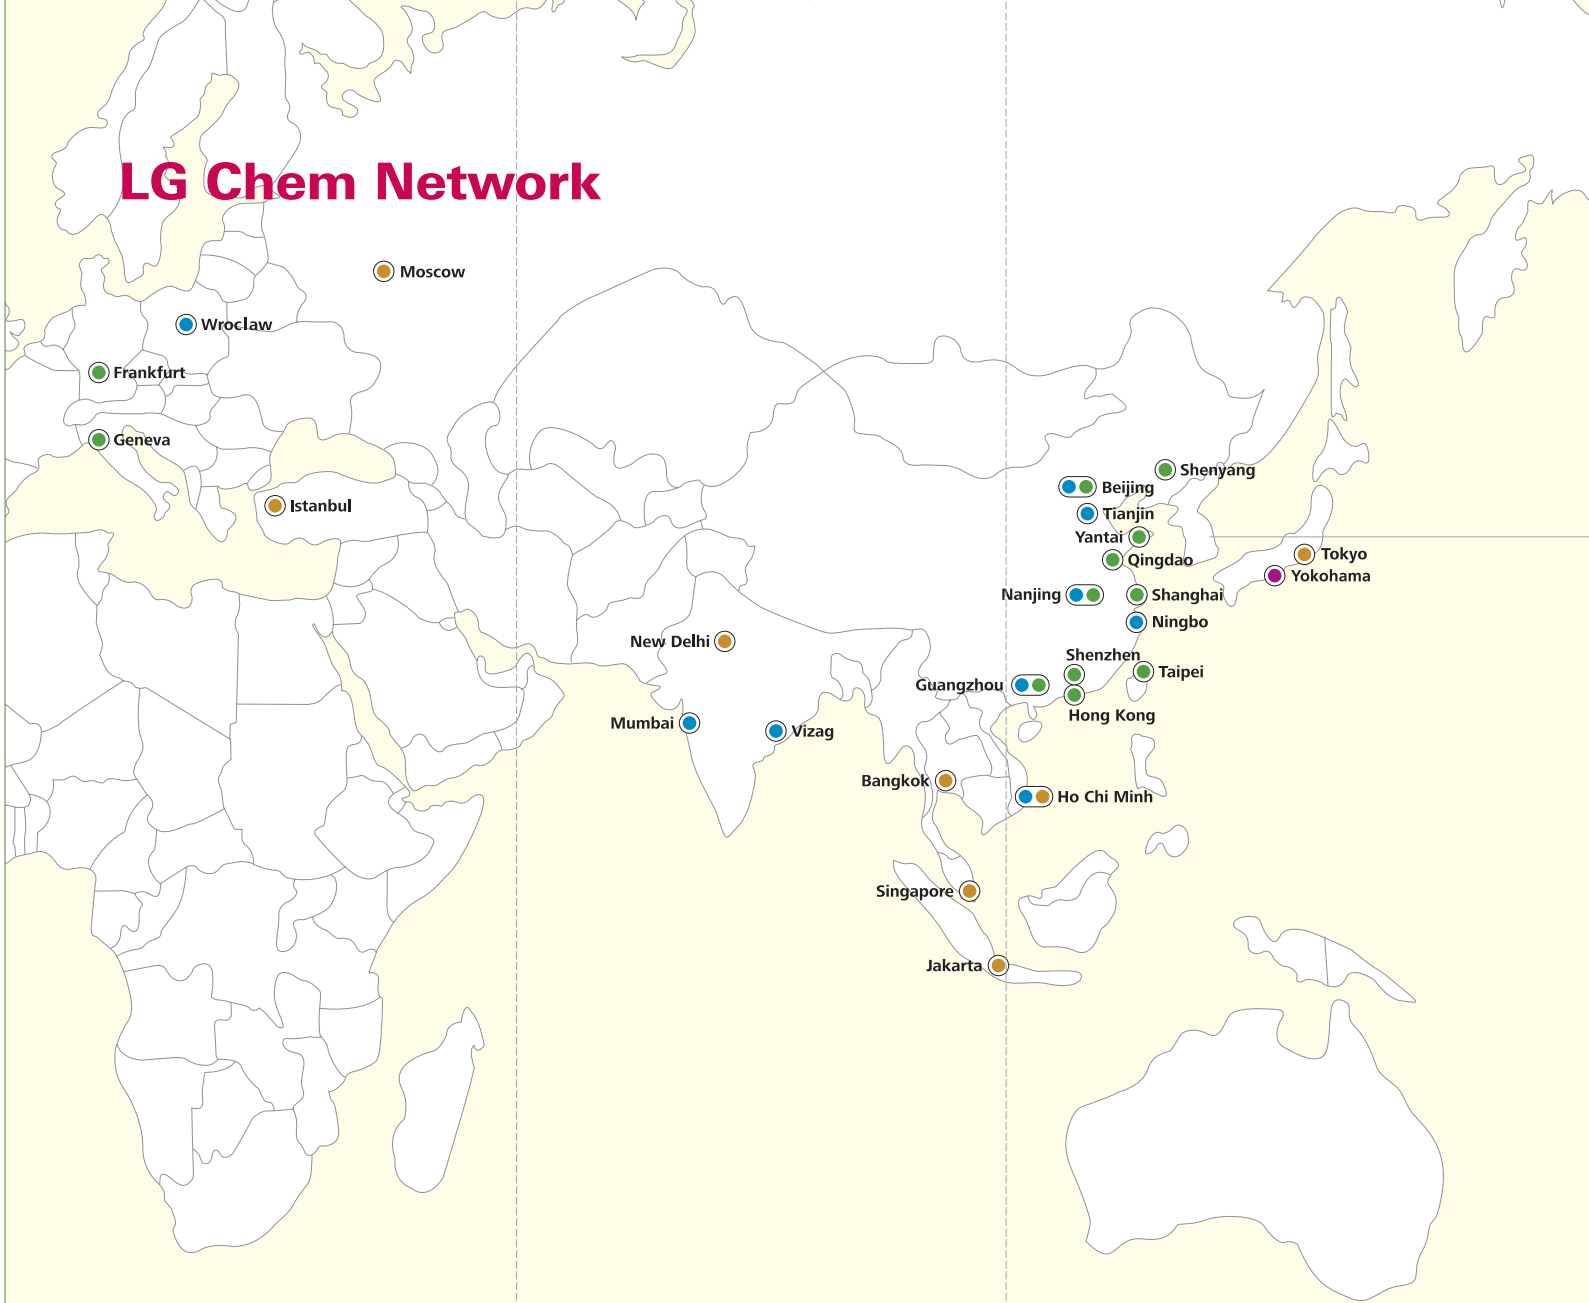 LG Chem Network
Moscow
Wroclaw
Frankfurt
Geneva
Istanbul
Shenyang
Beijing
Tianjin
Yantai
Tokyo
Qingdao
Yokohama
Nanjing
Shanghai
Ningbo
New Delhi
Shenzhen
Taipei
Guangzhou
Hong Kong
Mumbai
Vizag
Bangkok
Ho Chi Minh
Singapore
Jakarta